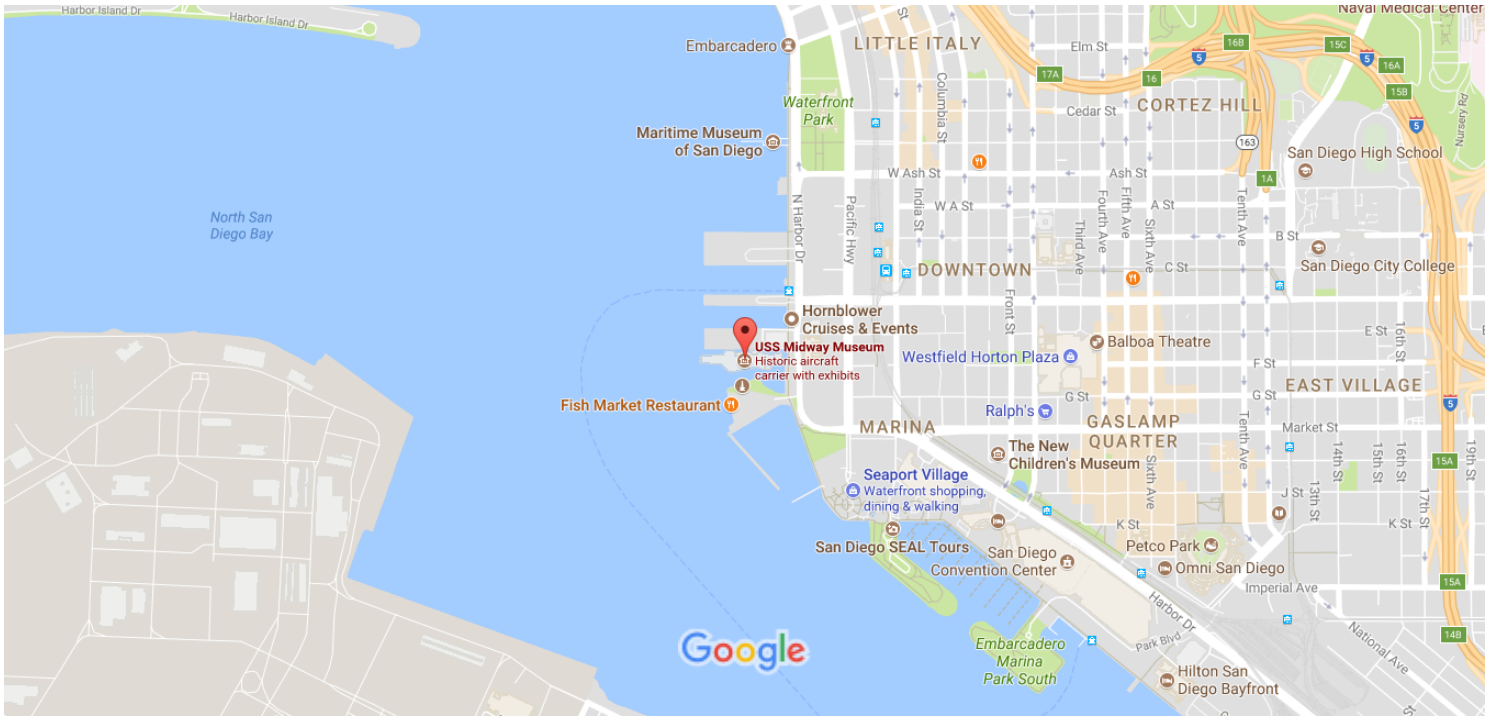 Harbor Island Dr
Harbor Island Dr
Naval Medical Center
Embarcadero
LITTLE ITALY
Elm St
16B
5
15C
5
16A
17A
16
15B
Waterfront
Park
Columbia St
Cedar St
CORTEZ HILL
5
Nursery Rd
Maritime Museum
of San Diego
163
San Diego High School
W Ash St
Ash St
1A
North San
Diego Bay
N Harbor Dr
Pacific Hwy
India St
W A St
A St
Third Ave
Fourth Ave
Fifth Ave
Sixth Ave
Tenth Ave
B St
DOWNTOWN
C St
San Diego City College
Front St
Hornblower
Cruises & Events
E St
16th St
USS Midway Museum
Historic aircraft
carrier with exhibits
Westfield Horton Plaza
Balboa Theatre
F St
EAST VILLAGE
Fish Market Restaurant
G St
G St
5
Ralph's
MARINA
GASLAMP
QUARTER
Market St
Tenth Ave
The New
Children's Museum
14th St
15th St
16th St
15A
19th St
Seaport Village
Waterfront shopping,
dining & walking
Sixth Ave
J St
13th St
17th St
K St
K St
San Diego SEAL Tours
San Diego
Convention Center
Petco Park
Omni San Diego
Imperial Ave
15A
Harbor Dr
Google
Embarcadero
Marina
Park South
Park Blvd
National Ave
14B
Hilton San
Diego Bayfront